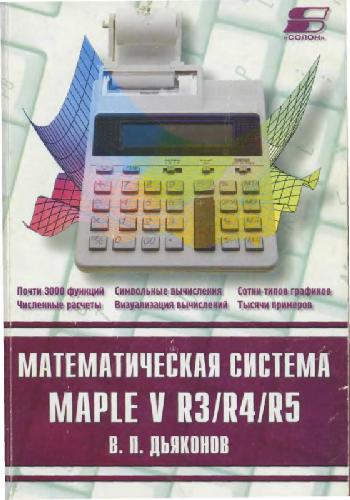 «СОЛОН»
Почти 3000 функций Символьные вычисления Сотни типов графиков
Численные расчеты Визуализация вычислений Тысячи примеров
МАТЕМАТИЧЕСКАЯ СИСТЕМА
MAPLE V R3/R4/R5
В. П. ДЬЯКОНОВ